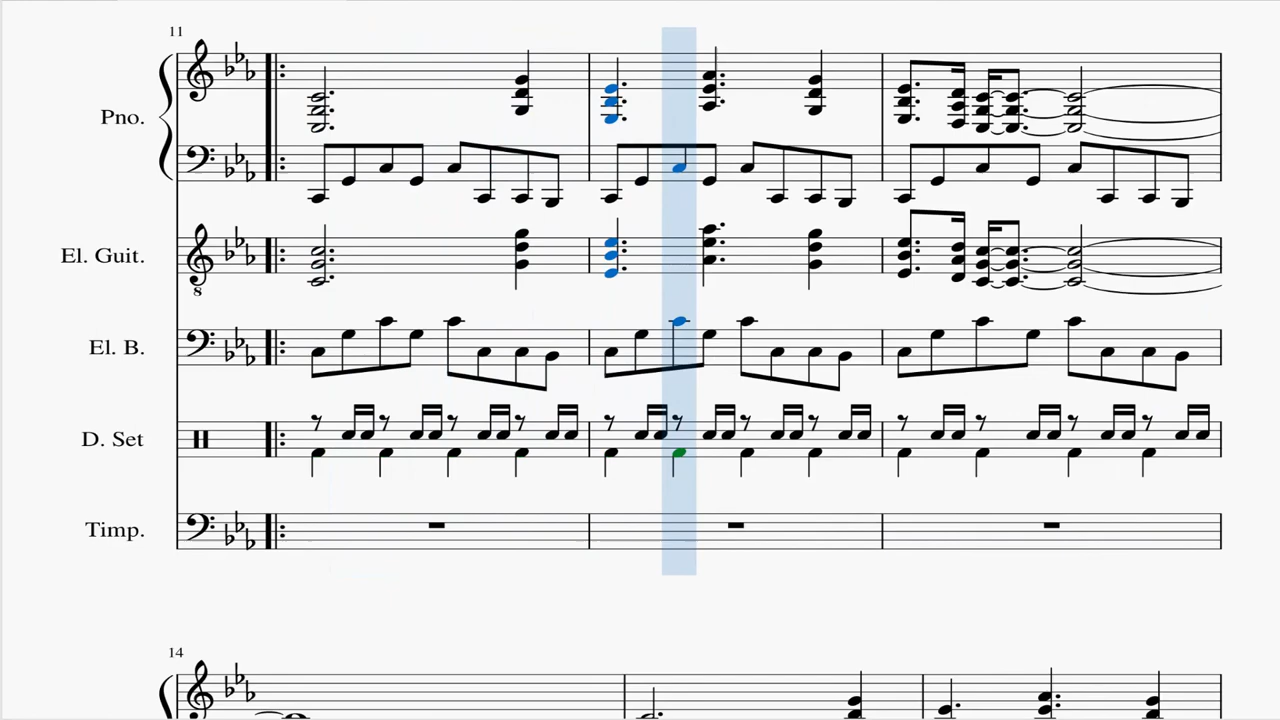 11
Pno.
El. Guit.
8
El. B.
D. Set
Timp.
14